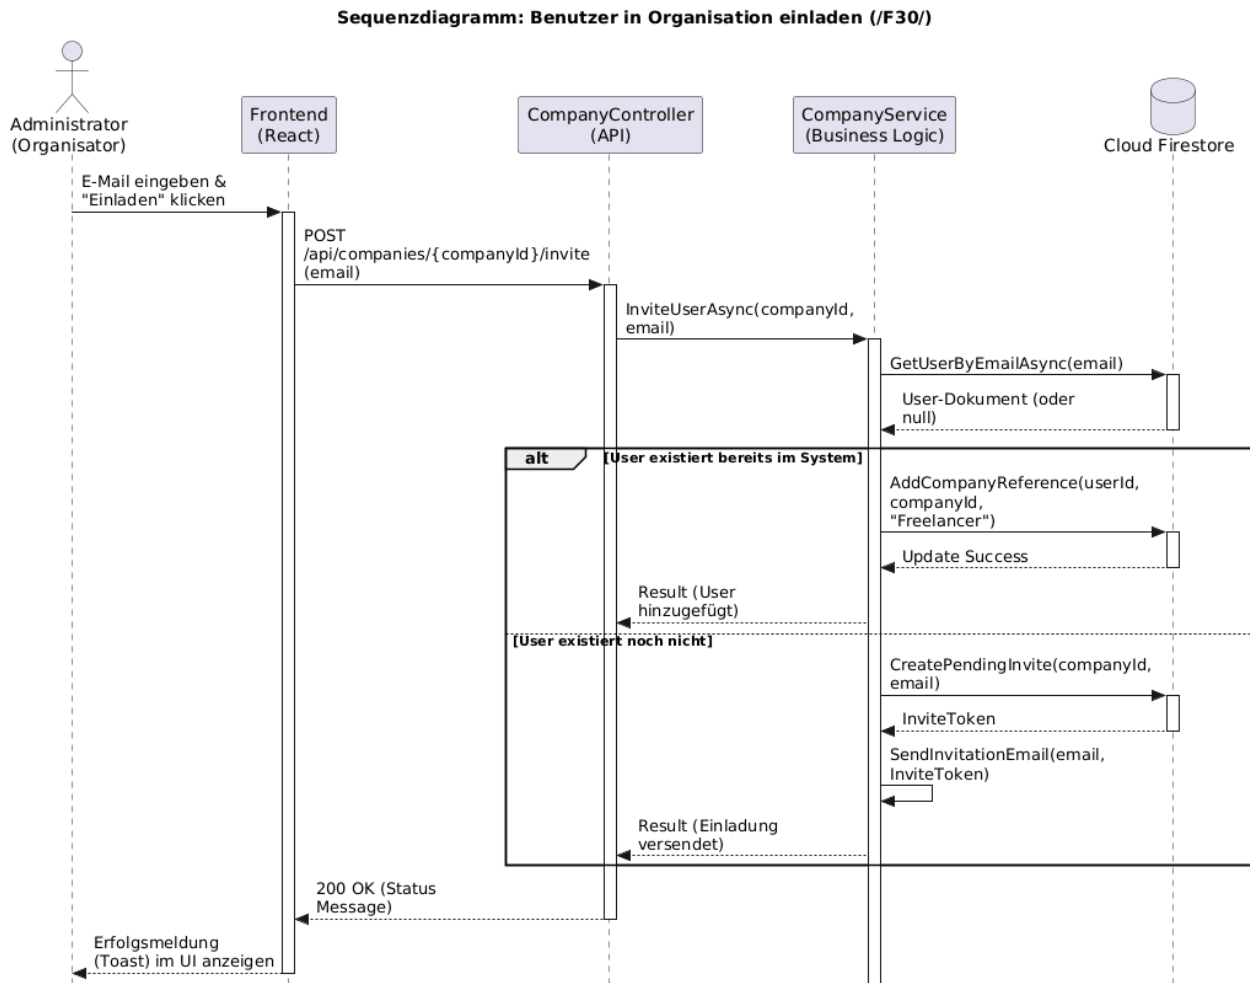 Sequenzdiagramm: Benutzer in Organisation einladen (/F30/)
Administrator
(Organisator)
Frontend
(React)
CompanyController
(API)
CompanyService
(Business Logic)
Cloud Firestore
E-Mail eingeben &
"Einladen" klicken
POST
/api/companies/{companyId}/invite
(email)
InviteUserAsync(companyId,
email)
GetUserByEmailAsync(email)
User-Dokument (oder
null)
alt
[User existiert bereits im System]
AddCompanyReference(userId,
companyId,
"Freelancer")
Update Success
Result (User
hinzugefügt)
[User existiert noch nicht]
CreatePendingInvite(companyId,
email)
InviteToken
SendInvitationEmail(email,
InviteToken)
Result (Einladung
versendet)
200 OK (Status
Message)
Erfolgsmeldung
(Toast) im UI anzeigen